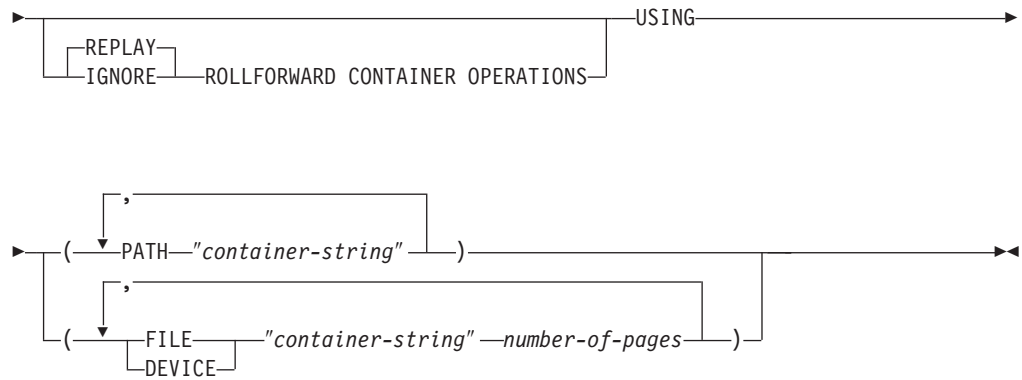 USING
REPLAY
IGNORE ROLLFORWARD CONTAINER OPERATIONS
,
( PATH "container-string" )
,
( FILE "container-string" number-of-pages )
DEVICE